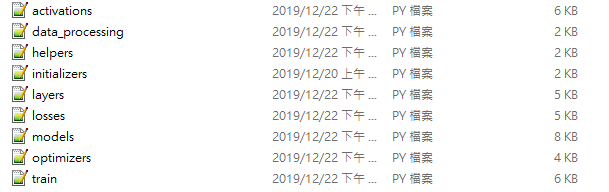 activations 2019/12/22 下午 ... PY 檔案 6 KB
data_processing 2019/12/22 下午 ... PY 檔案 2 KB
helpers 2019/12/22 下午 ... PY 檔案 2 KB
initializers 2019/12/20 上午 ... PY 檔案 2 KB
layers 2019/12/22 下午 ... PY 檔案 5 KB
losses 2019/12/22 下午 ... PY 檔案 5 KB
models 2019/12/22 下午 ... PY 檔案 8 KB
optimizers 2019/12/22 下午 ... PY 檔案 4 KB
train 2019/12/22 下午 ... PY 檔案 6 KB